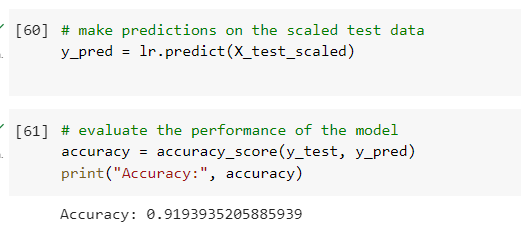 [60] # make predictions on the scaled test data
y_pred = lr.predict(X_test_scaled)
[61] # evaluate the performance of the model
accuracy = accuracy_score(y_test, y_pred)
print("Accuracy:", accuracy)
Accuracy: 0.9193935205885939